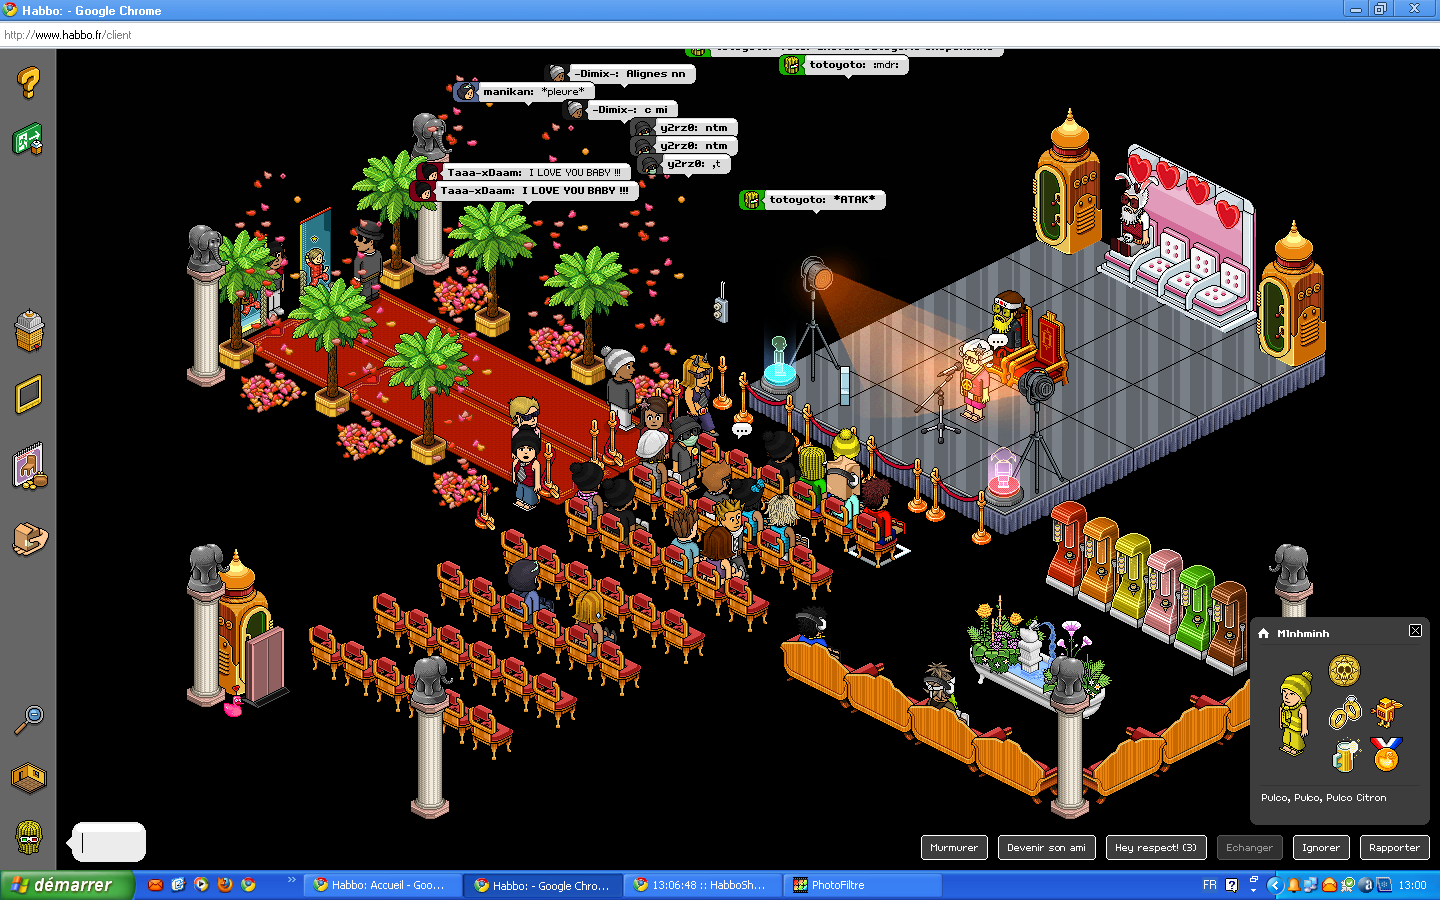 Habbo: - Google Chrome
http://www.habbo.fr/client
totoyoto: :mdr:
-Dimix-: Alignes nn
manikan: *pleure*
-Dimix-: c mi
y2rz0: ntm
y2rz0: ntm
y2rz0: ,t
Taaa-xDaam: I LOVE YOU BABY !!!
Taaa-xDaam: I LOVE YOU BABY !!!
totoyoto: *ATAK*
M1nhminh
Pulco, Pulco, Pulco Citron
Murmurer
Devenir son ami
Hey respect! (3)
Echanger
Ignorer
Rapporter
démarrer
Habbo: Accueil - Goo...
Habbo: - Google Chro...
13:06:48 :: HabboSh...
PhotoFiltre
FR
13:00